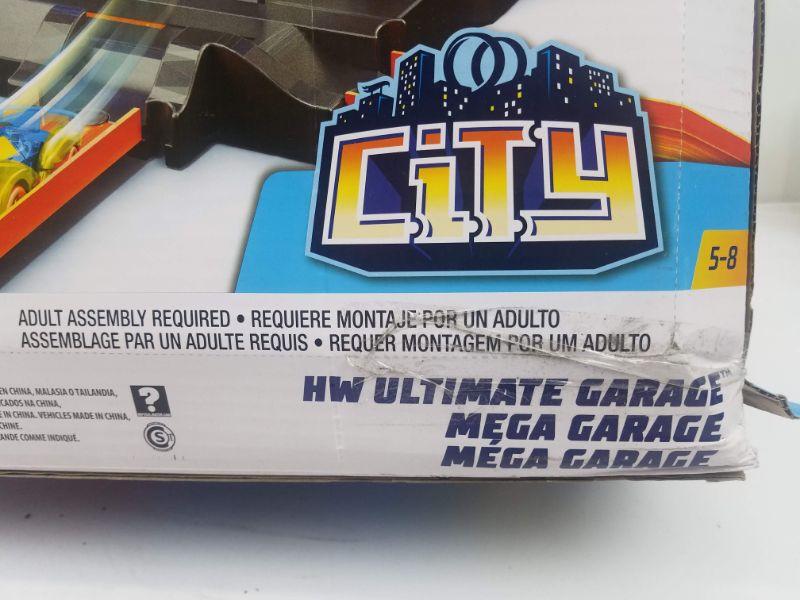 CiTY
5-8
ADULT ASSEMBLY REQUIRED • REQUIERE MONTAJE POR UN ADULTO
ASSEMBLAGE PAR UN ADULTE REQUIS • REQUER MONTAGEM POR UM ADULTO
EN CHINA, MALASIA O TAILANDIA,
CADOS NA CHINA,
E IN CHINA. VEHICLES MADE IN CHINA,
CHINE.
ANDE COMME INDIQUÉ.
HW ULTIMATE GARAGE™
MEGA GARAGE
MÉGA GARAGE